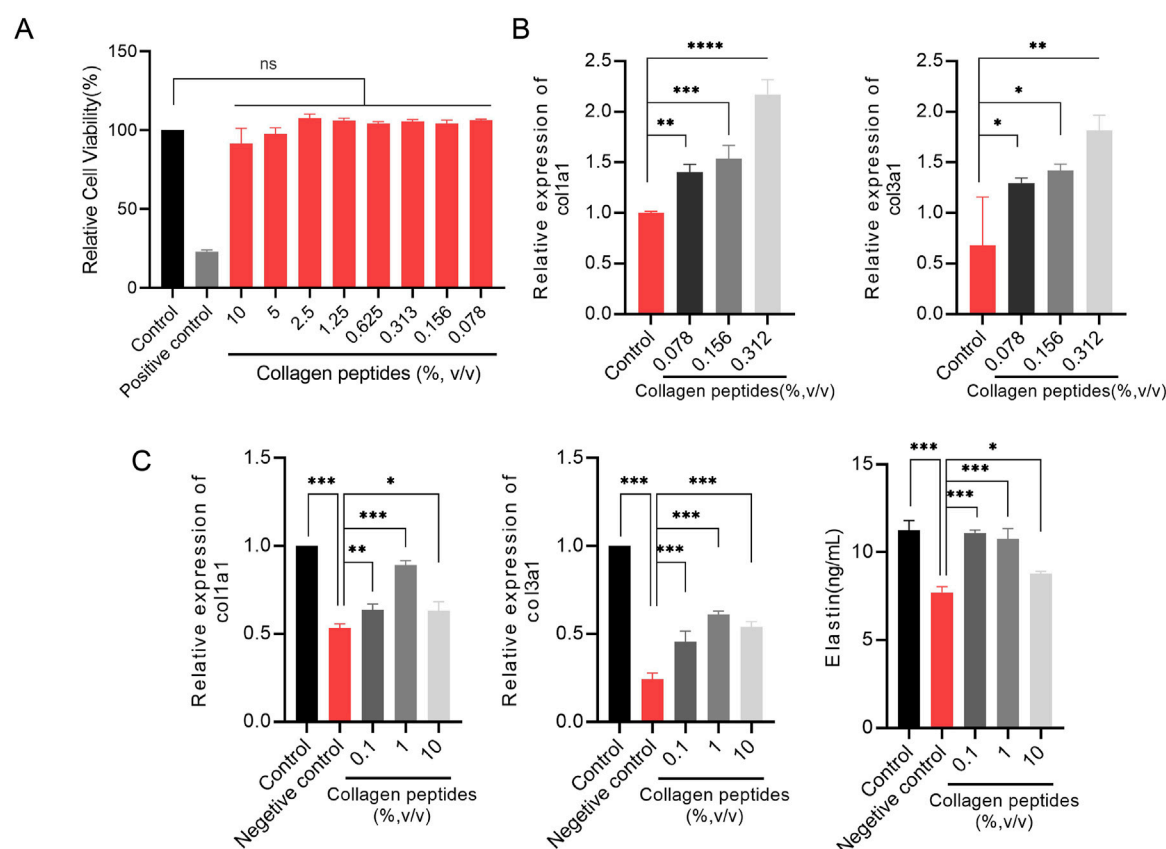 A
Relative Cell Viability(%)
150
100
50
0
ns
Control
Positive control
10
5
2.5
1.25
0.625
0.313
0.156
0.078
Collagen peptides (%, v/v)
B
Relative expression of
col1a1
2.5
2.0
1.5
1.0
0.5
0.0
****
***
**
Control
0.078
0.156
0.312
Collagen peptides(%,v/v)
Relative expression of
col3a1
2.5
2.0
1.5
1.0
0.5
0.0
**
*
*
Control
0.078
0.156
0.312
Collagen peptides(%,v/v)
C
Relative expression of
col1a1
1.5
1.0
0.5
0.0
***
*
***
**
Control
Negetive control
0.1
1
10
Collagen peptides
(%,v/v)
Relative expression of
col3a1
1.5
1.0
0.5
0.0
***
***
***
***
Control
Negetive control
0.1
1
10
Collagen peptides
(%,v/v)
Elastin(ng/mL)
15
10
5
0
***
*
***
***
Control
Negetive control
0.1
1
10
Collagen peptides
(%,v/v)